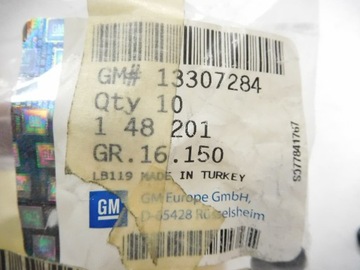 GM# 13307284
Qty 10
1 48 201
GR.16.150
LB119 MADE IN TURKEY
GM
GM Europe GmbH,
D-65428 Rüsselsheim